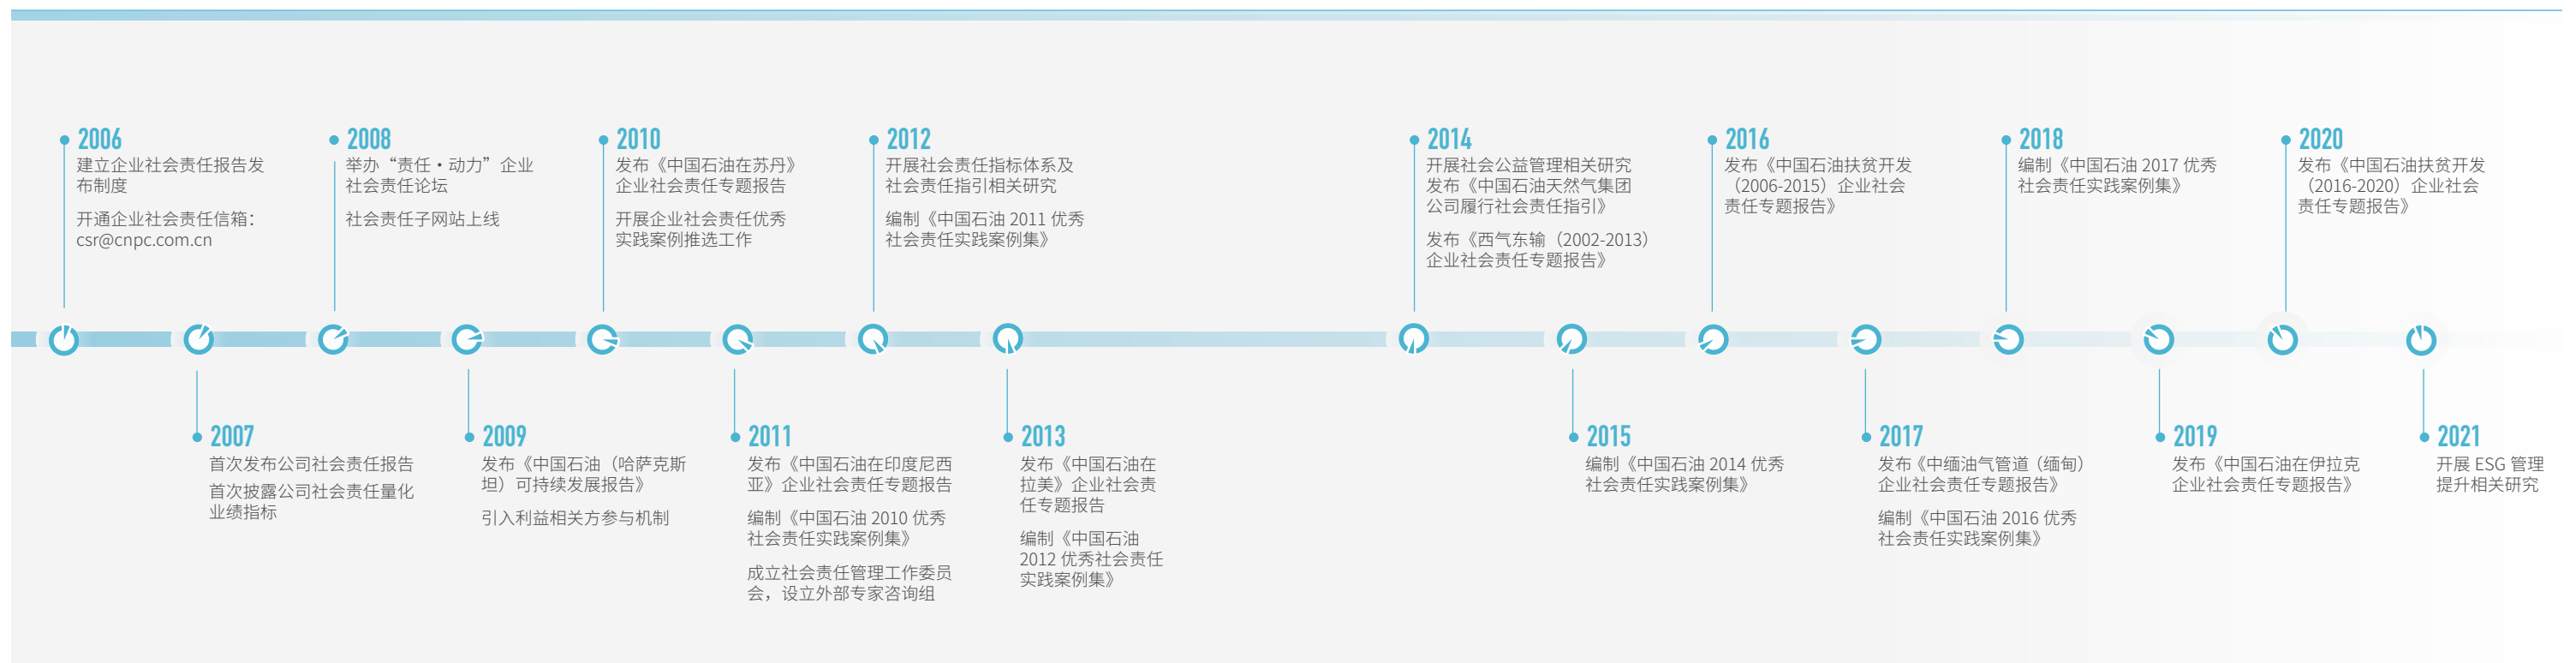 2006
建立企业社会责任报告发
布制度
开通企业社会责任信箱：
csr@cnpc.com.cn
2007
首次发布公司社会责任报告
首次披露公司社会责任量化
业绩指标
2008
举办“责任·动力”企业
社会责任论坛
社会责任子网站上线
2009
发布《中国石油（哈萨克斯
坦）可持续发展报告》
引入利益相关方参与机制
2010
发布《中国石油在苏丹》
企业社会责任专题报告
开展企业社会责任优秀
实践案例推选工作
2011
发布《中国石油在印度尼西
亚》企业社会责任专题报告
编制《中国石油 2010 优秀
社会责任实践案例集》
成立社会责任管理工作委员
会，设立外部专家咨询组
2012
开展社会责任指标体系及
社会责任指引相关研究
编制《中国石油 2011 优秀
社会责任实践案例集》
2013
发布《中国石油在
拉美》企业社会责
任专题报告
编制《中国石油
2012 优秀社会责任
实践案例集》
2014
开展社会公益管理相关研究
发布《中国石油天然气集团
公司履行社会责任指引》
发布《西气东输（2002-2013）
企业社会责任专题报告》
2015
编制《中国石油 2014 优秀
社会责任实践案例集》
2016
发布《中国石油扶贫开发
（2006-2015）企业社会
责任专题报告》
2017
发布《中缅油气管道（缅甸）
企业社会责任专题报告》
编制《中国石油 2016 优秀
社会责任实践案例集》
2018
编制《中国石油 2017 优秀
社会责任实践案例集》
2019
发布《中国石油在伊拉克
企业社会责任专题报告》
2020
发布《中国石油扶贫开发
（2016-2020）企业社会
责任专题报告》
2021
开展 ESG 管理
提升相关研究